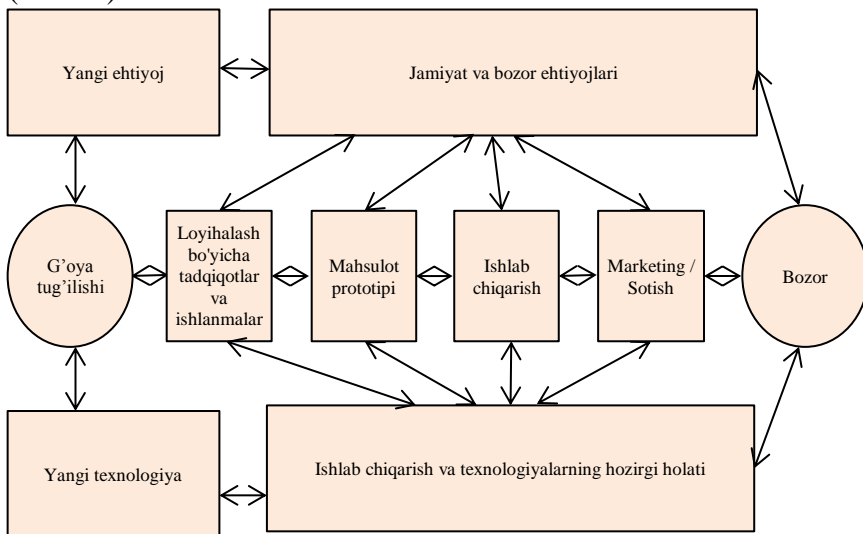 Yangi ehtiyoj
Jamiyat va bozor ehtiyojlari
G’oya
tug’ilishi
Loyihalash
bo'yicha
tadqiqotlar
va
ishlanmalar
Mahsulot
prototipi
Ishlab
chiqarish
Marketing /
Sotish
Bozor
Yangi texnologiya
Ishlab chiqarish va texnologiyalarning hozirgi holati